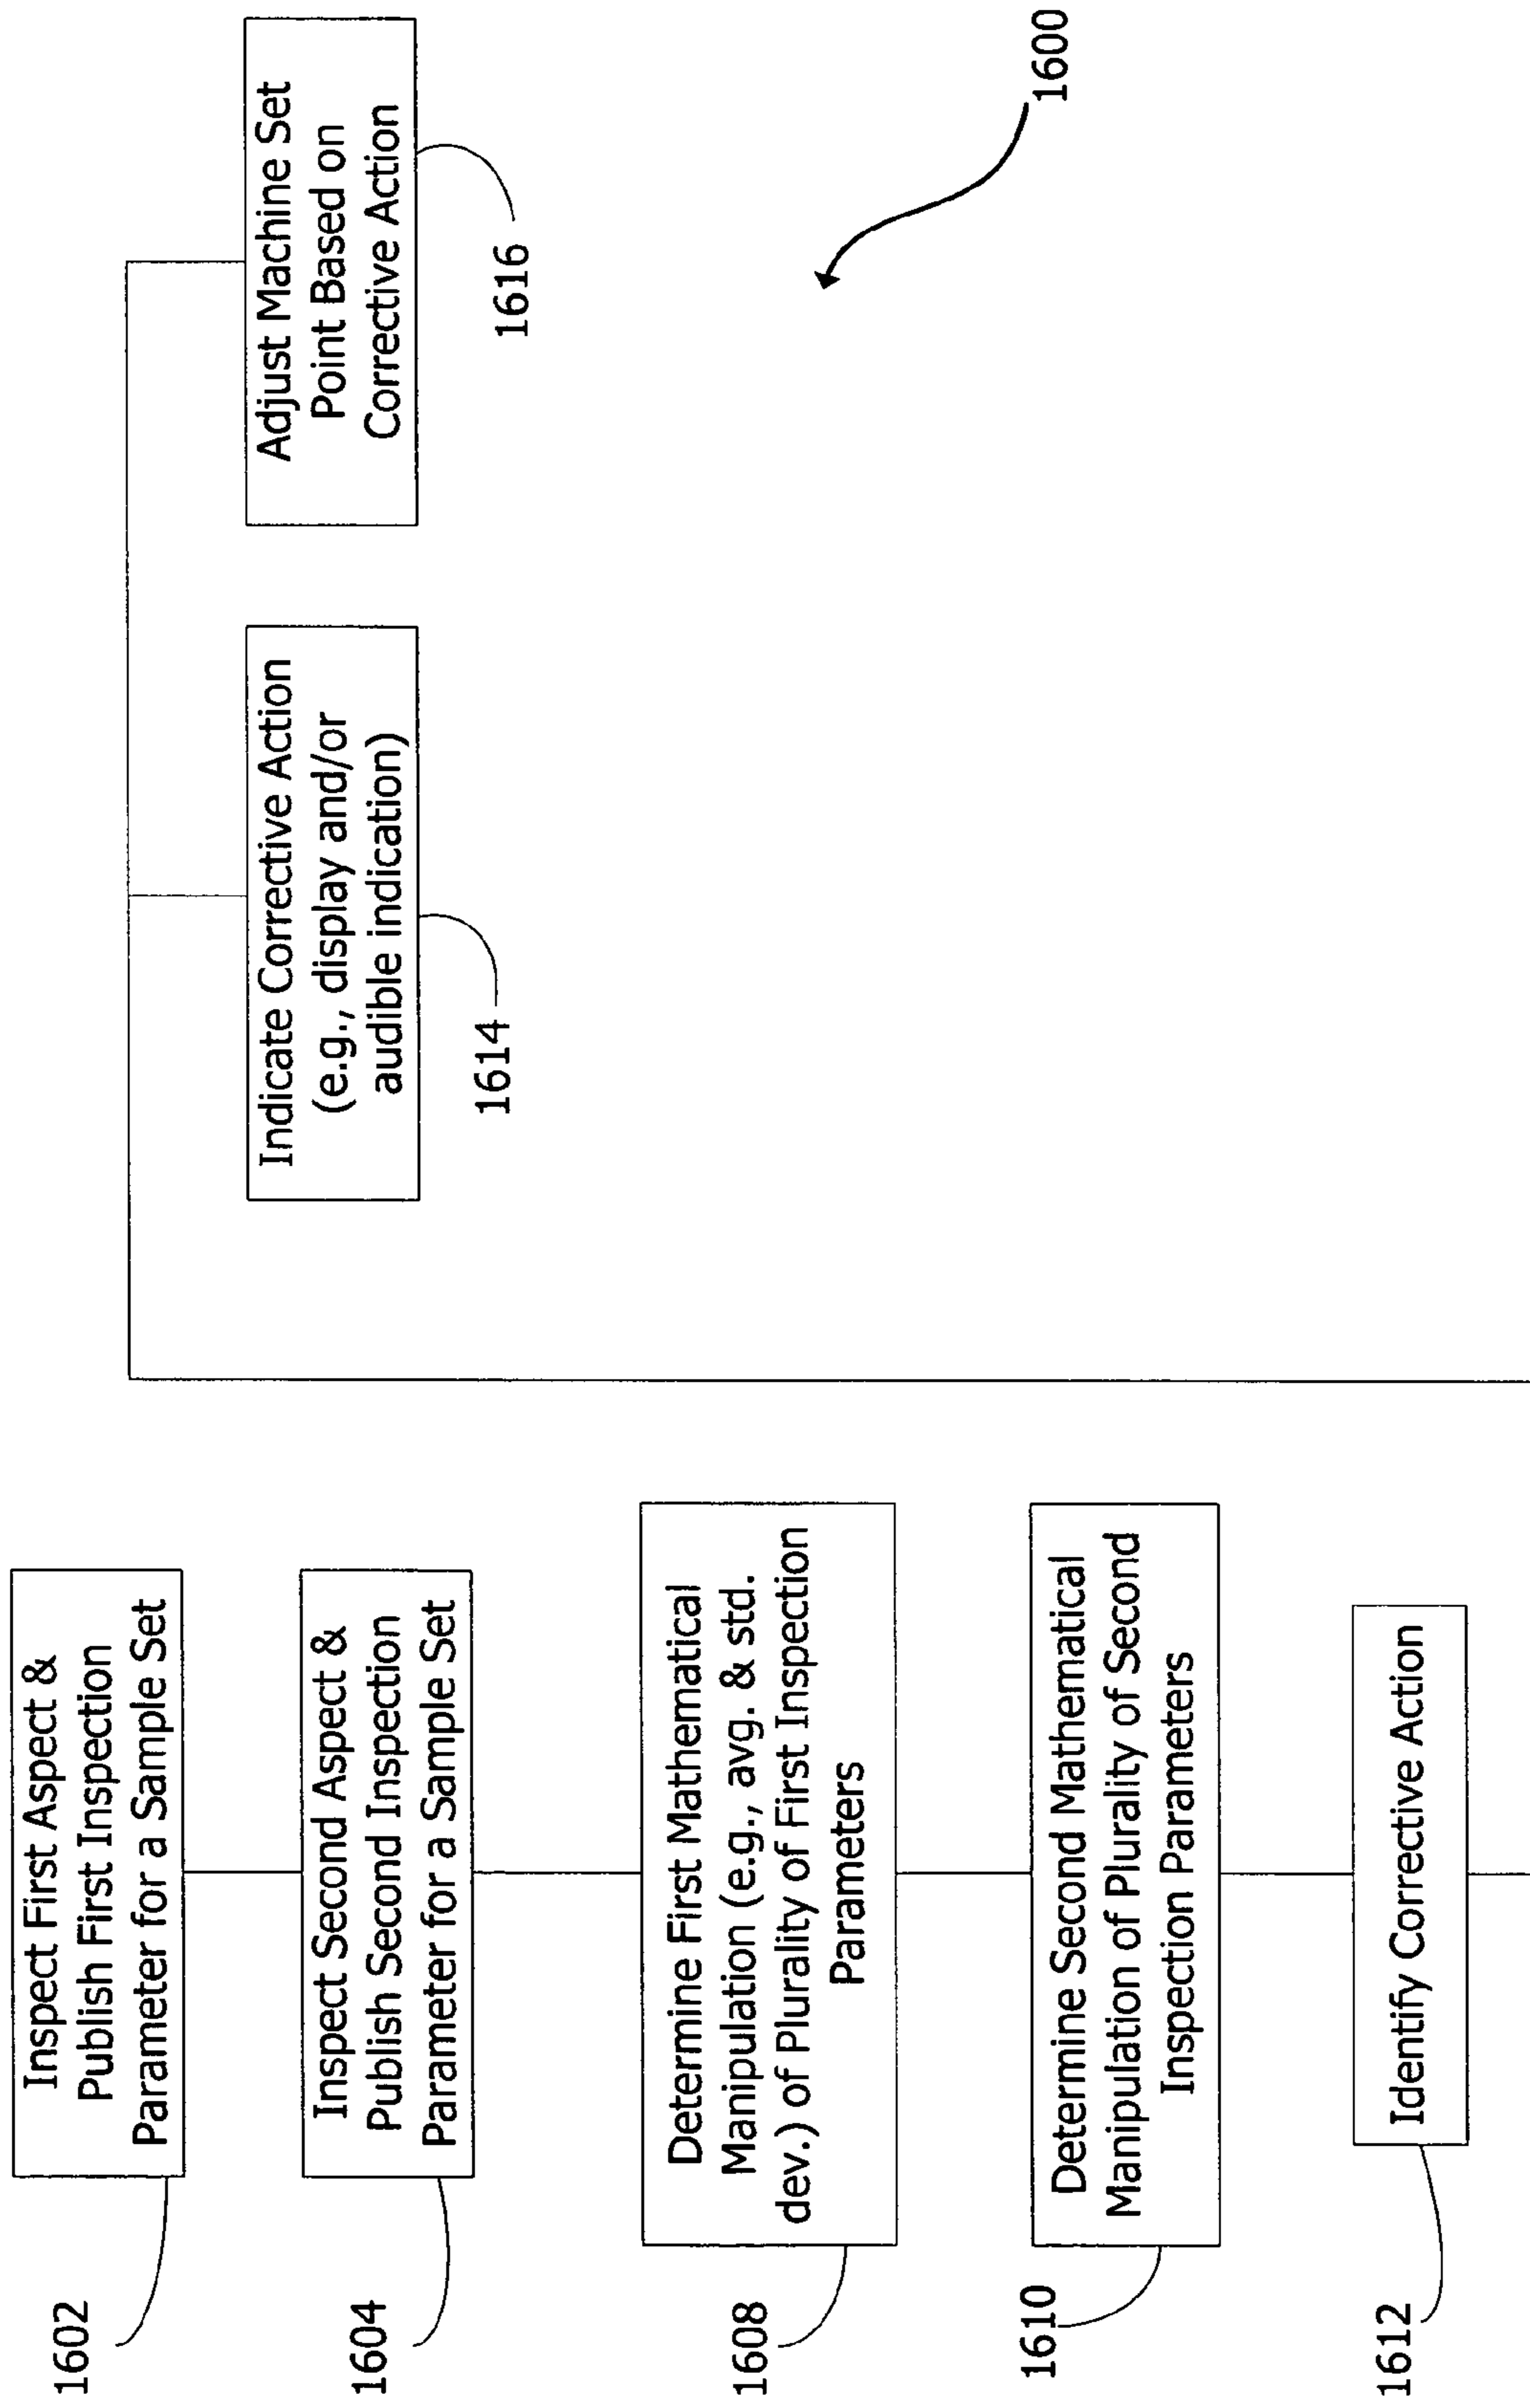 1602
Inspect First Aspect &
Publish First Inspection
Parameter for a Sample Set
1604
Inspect Second Aspect &
Publish Second Inspection
Parameter for a Sample Set
1608
Determine First Mathematical
Manipulation (e.g., avg. & std.
dev.) of Plurality of First Inspection
Parameters
1610
Determine Second Mathematical
Manipulation of Plurality of Second
Inspection Parameters
1612
Identify Corrective Action
Indicate Corrective Action
(e.g., display and/or
audible indication)
1614
Adjust Machine Set
Point Based on
Corrective Action
1616
1600